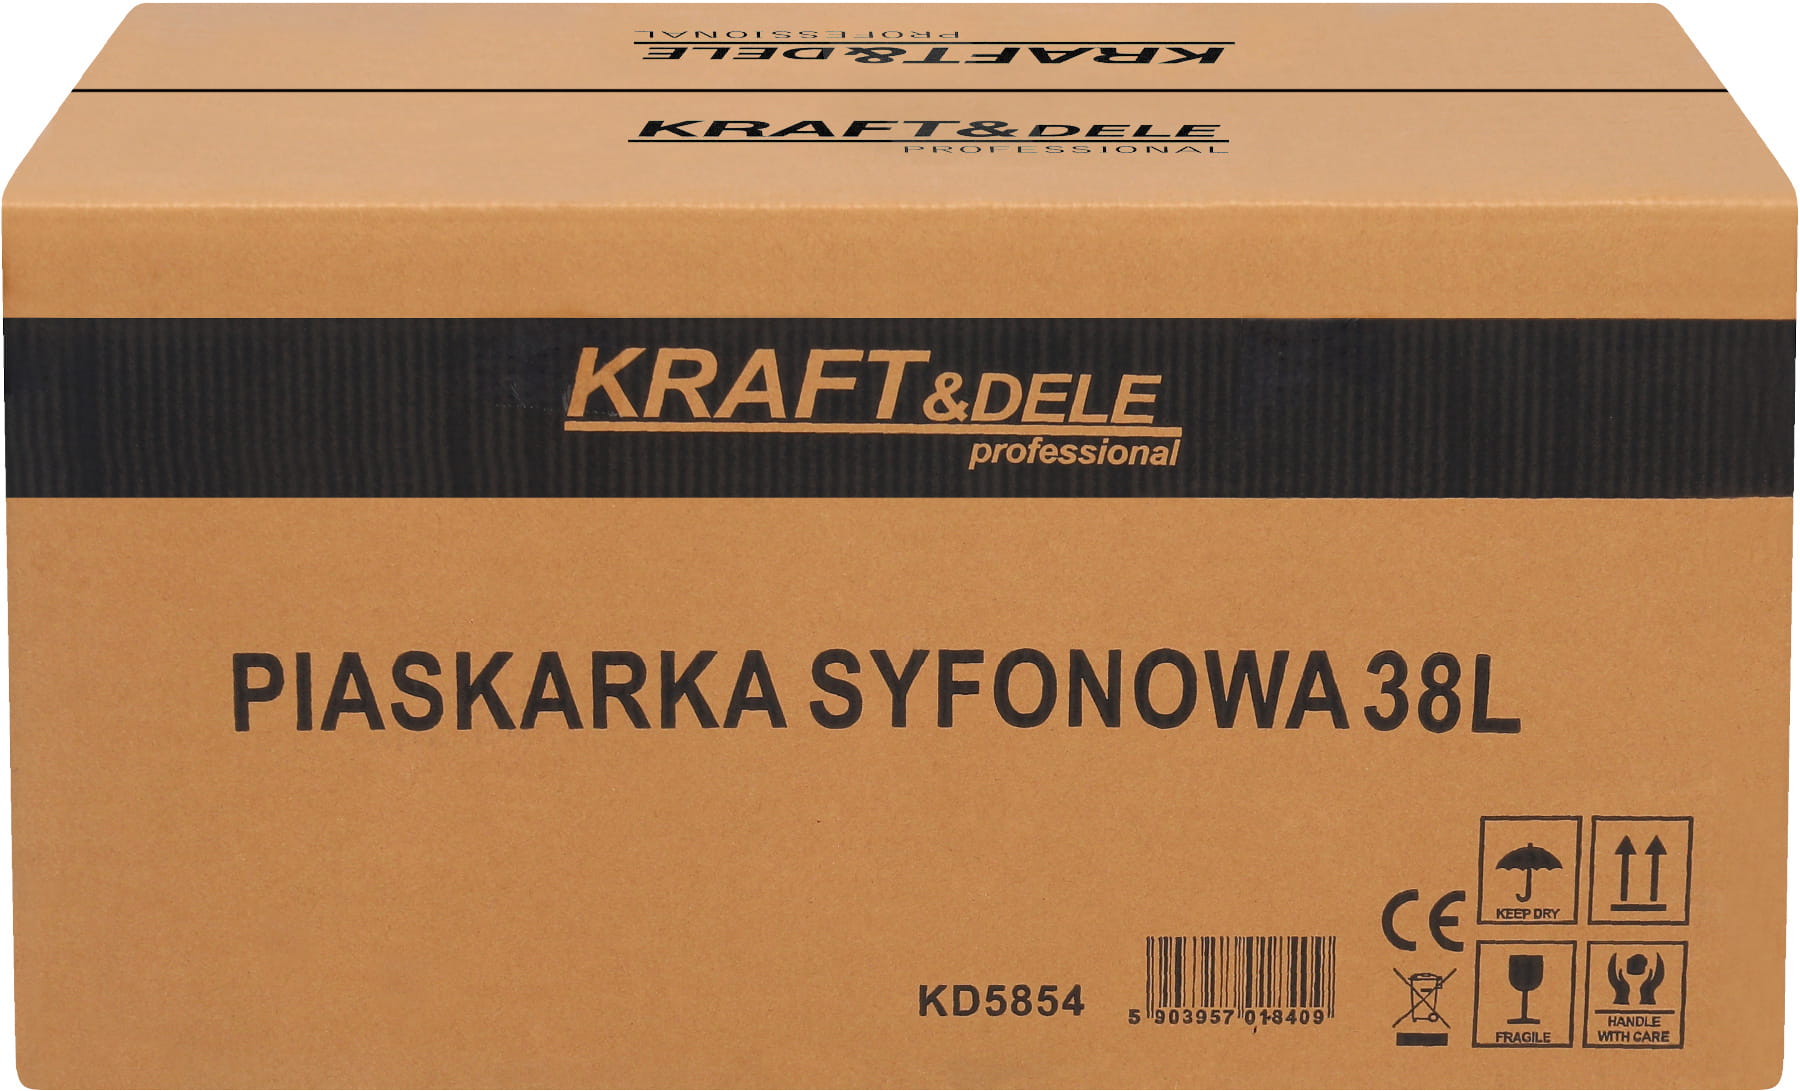 PROFESSIONAL
KRAFT&DELE
KRAFT&DELE
PROFESSIONAL
KRAFT&DELE
professional
PIASKARKA SYFONOWA 38L
KEEP DRY
CE
KD5854
5 903957 018409
FRAGILE
HANDLE
WITH CARE